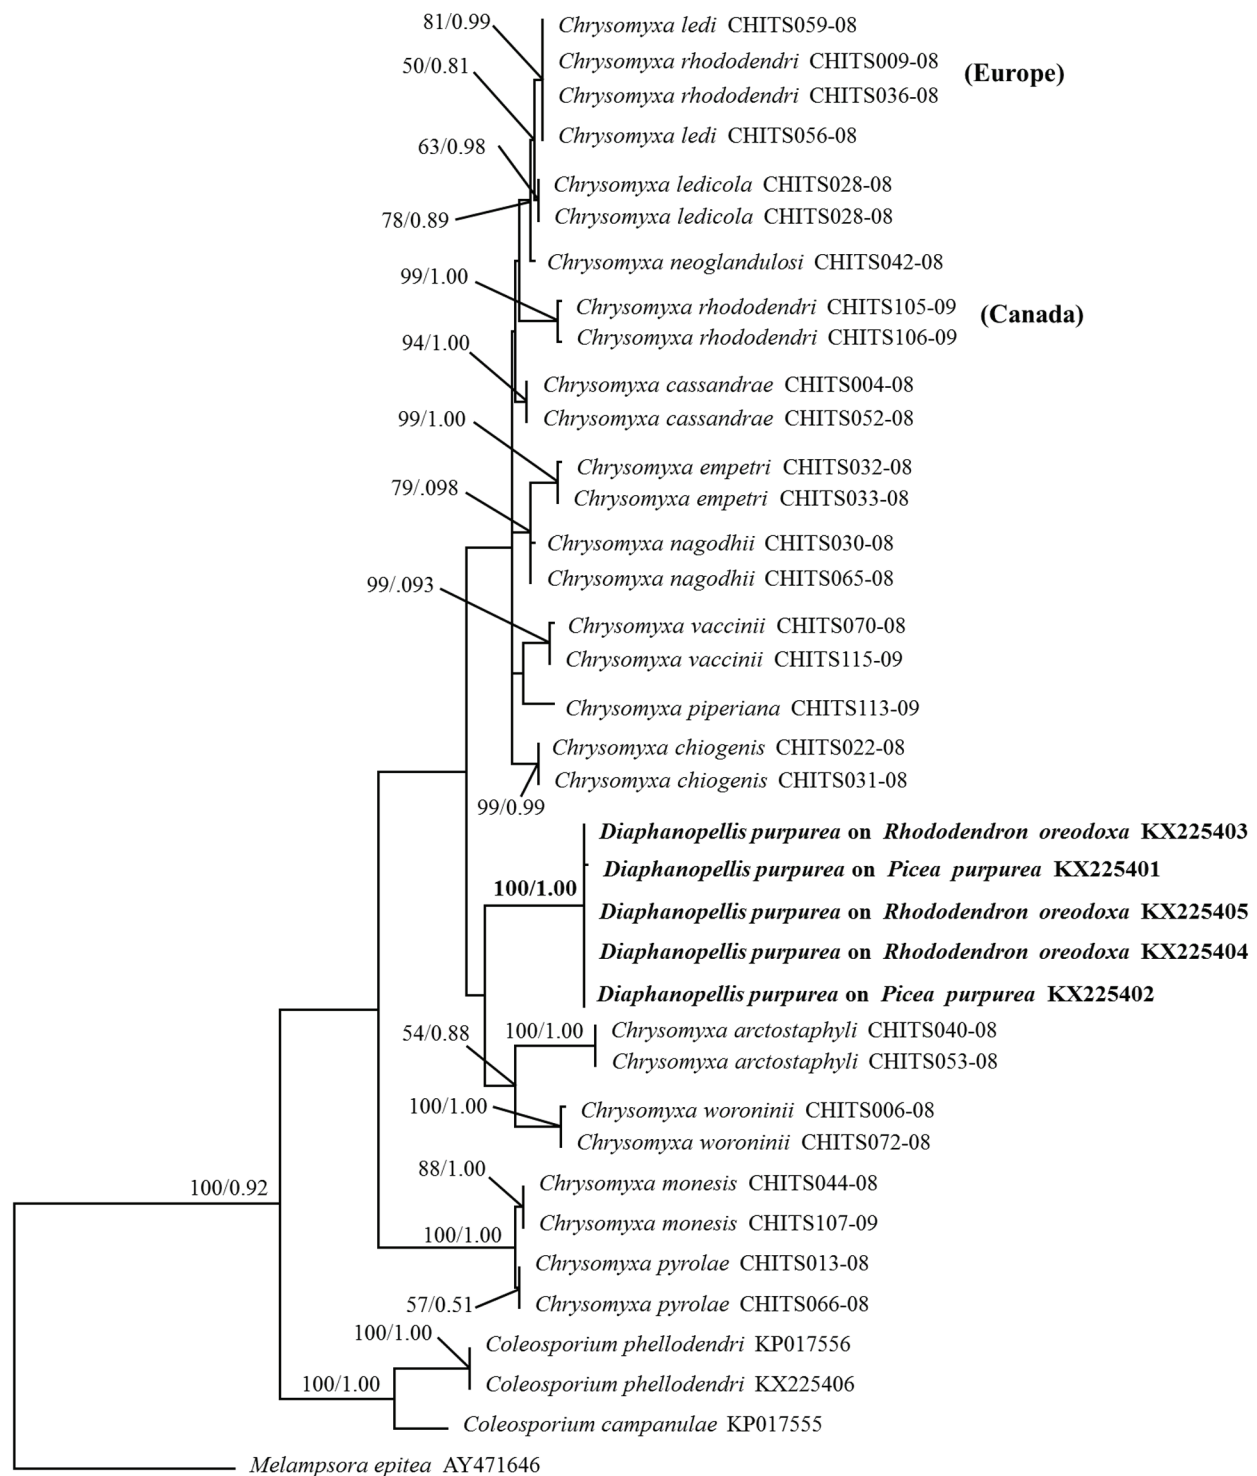 81/0.99
Chrysomyxa ledi CHITS059-08
Chrysomyxa rhododendri CHITS009-08
(Europe)
50/0.81
Chrysomyxa rhododendri CHITS036-08
Chrysomyxa ledi CHITS056-08
63/0.98
Chrysomyxa ledicola CHITS028-08
78/0.89
Chrysomyxa ledicola CHITS028-08
Chrysomyxa neoglandulosi CHITS042-08
99/1.00
Chrysomyxa rhododendri CHITS105-09
(Canada)
Chrysomyxa rhododendri CHITS106-09
94/1.00
Chrysomyxa cassandrae CHITS004-08
Chrysomyxa cassandrae CHITS052-08
99/1.00
Chrysomyxa empetri CHITS032-08
79/.098
Chrysomyxa empetri CHITS033-08
Chrysomyxa nagodhii CHITS030-08
Chrysomyxa nagodhii CHITS065-08
99/.093
Chrysomyxa vaccinii CHITS070-08
Chrysomyxa vaccinii CHITS115-09
Chrysomyxa piperiana CHITS113-09
Chrysomyxa chiogenis CHITS022-08
Chrysomyxa chiogenis CHITS031-08
99/0.99
Diaphanopellis purpurea on Rhododendron oreodoxa KX225403
Diaphanopellis purpurea on Picea purpurea KX225401
100/1.00
Diaphanopellis purpurea on Rhododendron oreodoxa KX225405
Diaphanopellis purpurea on Rhododendron oreodoxa KX225404
Diaphanopellis purpurea on Picea purpurea KX225402
54/0.88
100/1.00
Chrysomyxa arctostaphyli CHITS040-08
Chrysomyxa arctostaphyli CHITS053-08
100/1.00
Chrysomyxa woroninii CHITS006-08
Chrysomyxa woroninii CHITS072-08
88/1.00
Chrysomyxa monesis CHITS044-08
100/0.92
Chrysomyxa monesis CHITS107-09
100/1.00
Chrysomyxa pyrolae CHITS013-08
57/0.51
Chrysomyxa pyrolae CHITS066-08
100/1.00
Coleosporium phellodendri KP017556
100/1.00
Coleosporium phellodendri KX225406
Coleosporium campanulae KP017555
Melampsora epitea AY471646